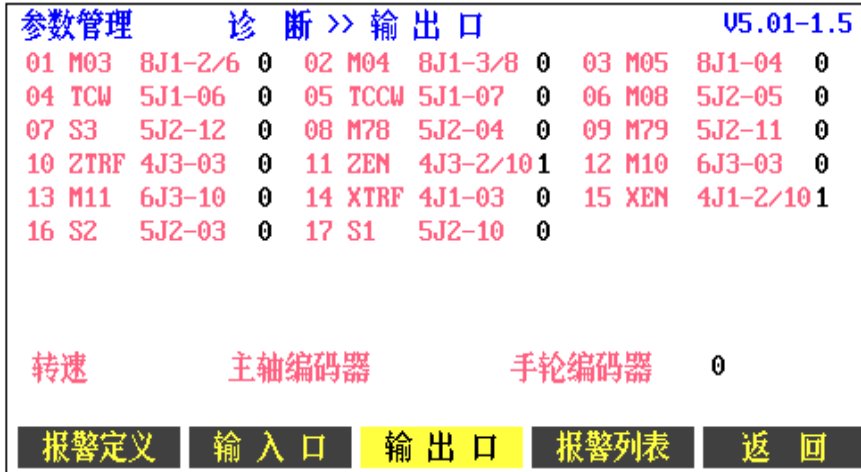 参数管理 诊 断>>输 出 口 V5.01-1.5
01 M03 8J1-2/6 0 02 M04 8J1-3/8 0 03 M05 8J1-04 0
04 TCW 5J1-06 0 05 TCCW 5J1-07 0 06 M08 5J2-05 0
07 S3 5J2-12 0 08 M78 5J2-04 0 09 M79 5J2-11 0
10 ZTRF 4J3-03 0 11 ZEN 4J3-2/10 1 12 M10 6J3-03 0
13 M11 6J3-10 0 14 XTRF 4J1-03 0 15 XEN 4J1-2/10 1
16 S2 5J2-03 0 17 S1 5J2-10 0
转速 主轴编码器 手轮编码器 0
报警定义 输 入 口 输 出 口 报警列表 返 回